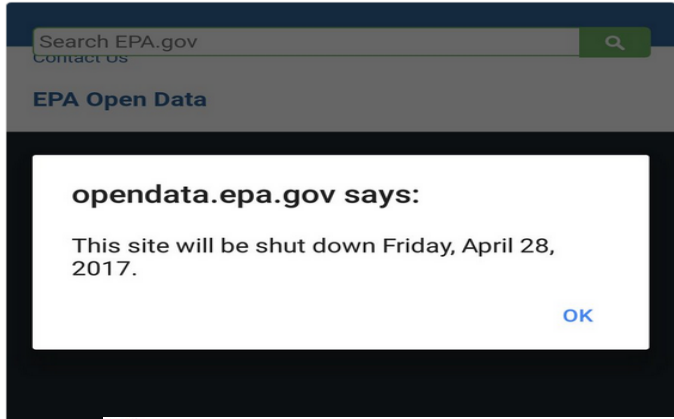 Search EPA.gov
Contact Us
EPA Open Data
opendata.epa.gov says:
This site will be shut down Friday, April 28,
2017.
OK